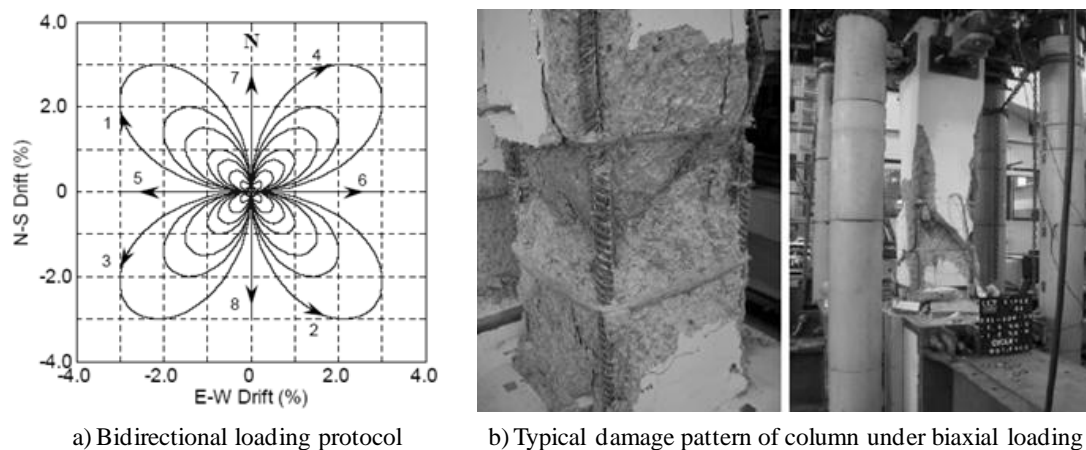 4.0
2.0
0
-2.0
-4.0
N-S Drift (%)
N
7
4
1
5
6
3
8
2
-4.0 -2.0 0 2.0 4.0
E-W Drift (%)
a) Bidirectional loading protocol
b) Typical damage pattern of column under biaxial loading